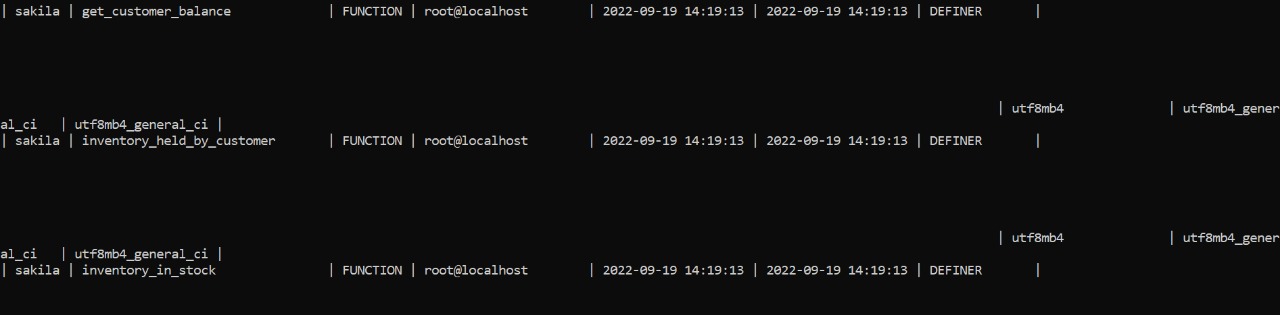 | sakila | get_customer_balance | FUNCTION | root@localhost | 2022-09-19 14:19:13 | 2022-09-19 14:19:13 | DEFINER |
| utf8mb4 | utf8mb4_gener
al_ci | utf8mb4_general_ci |
| sakila | inventory_held_by_customer | FUNCTION | root@localhost | 2022-09-19 14:19:13 | 2022-09-19 14:19:13 | DEFINER |
| utf8mb4 | utf8mb4_gener
al_ci | utf8mb4_general_ci |
| sakila | inventory_in_stock | FUNCTION | root@localhost | 2022-09-19 14:19:13 | 2022-09-19 14:19:13 | DEFINER |